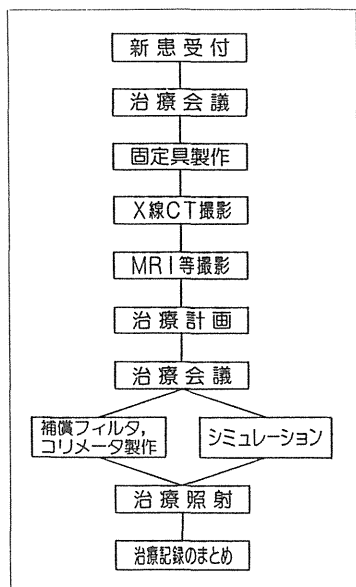 新患受付
治療会議
固定具製作
X線CT撮影
MRI等撮影
治療計画
治療会議
補償フィルタ,
コリメータ製作
シミュレーション
治療照射
治療記録のまとめ